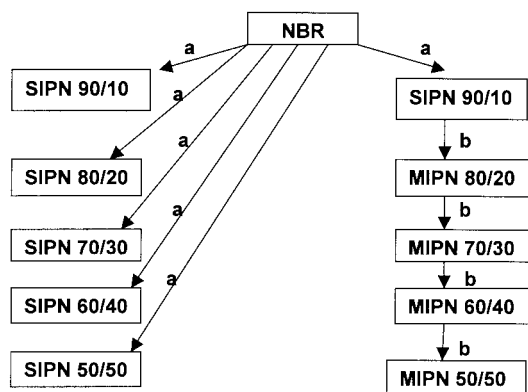 NBR
a
a
SIPN 90/10
a
SIPN 90/10
b
a
SIPN 80/20
MIPN 80/20
b
a
SIPN 70/30
MIPN 70/30
b
a
SIPN 60/40
MIPN 60/40
b
SIPN 50/50
MIPN 50/50